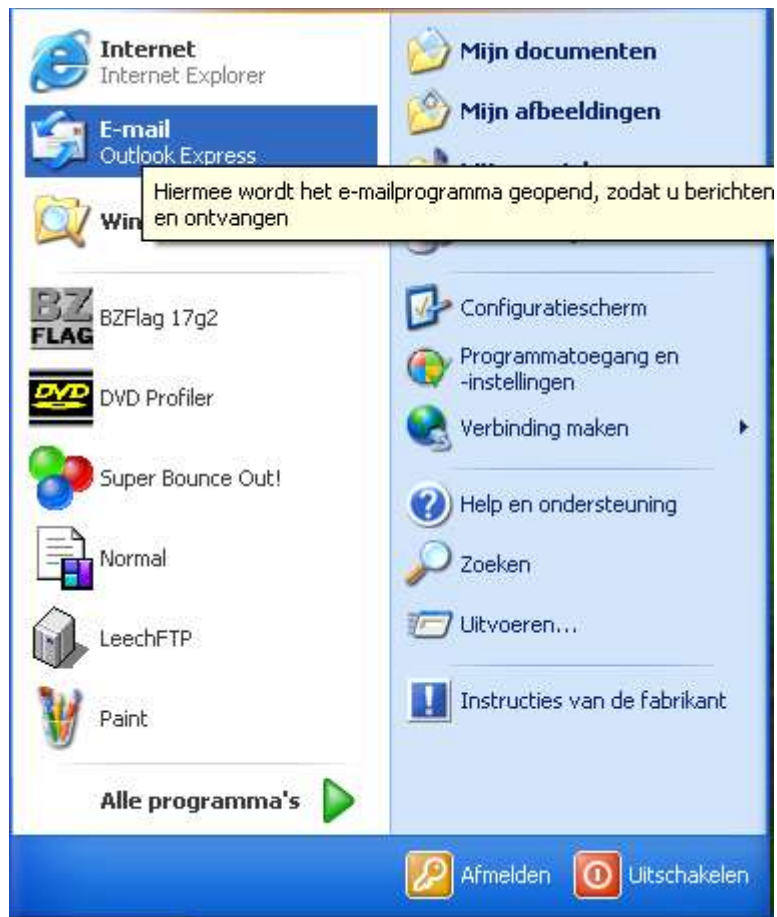 Internet
Internet Explorer
E-mail
Outlook Express
Hiermee wordt het e-mailprogramma geopend, zodat u berichten
en ontvangen
Win
BZ
FLAG
BZFlag 17g2
DVD
DVD Profiler
Super Bounce Out!
Normal
LeechFTP
Paint
Alle programma's
Mijn documenten
Mijn afbeeldingen
Configuratiescherm
Programmatoegang en
-instellingen
Verbinding maken
Help en ondersteuning
Zoeken
Uitvoeren...
Instructies van de fabrikant
Afmelden
Uitschakelen